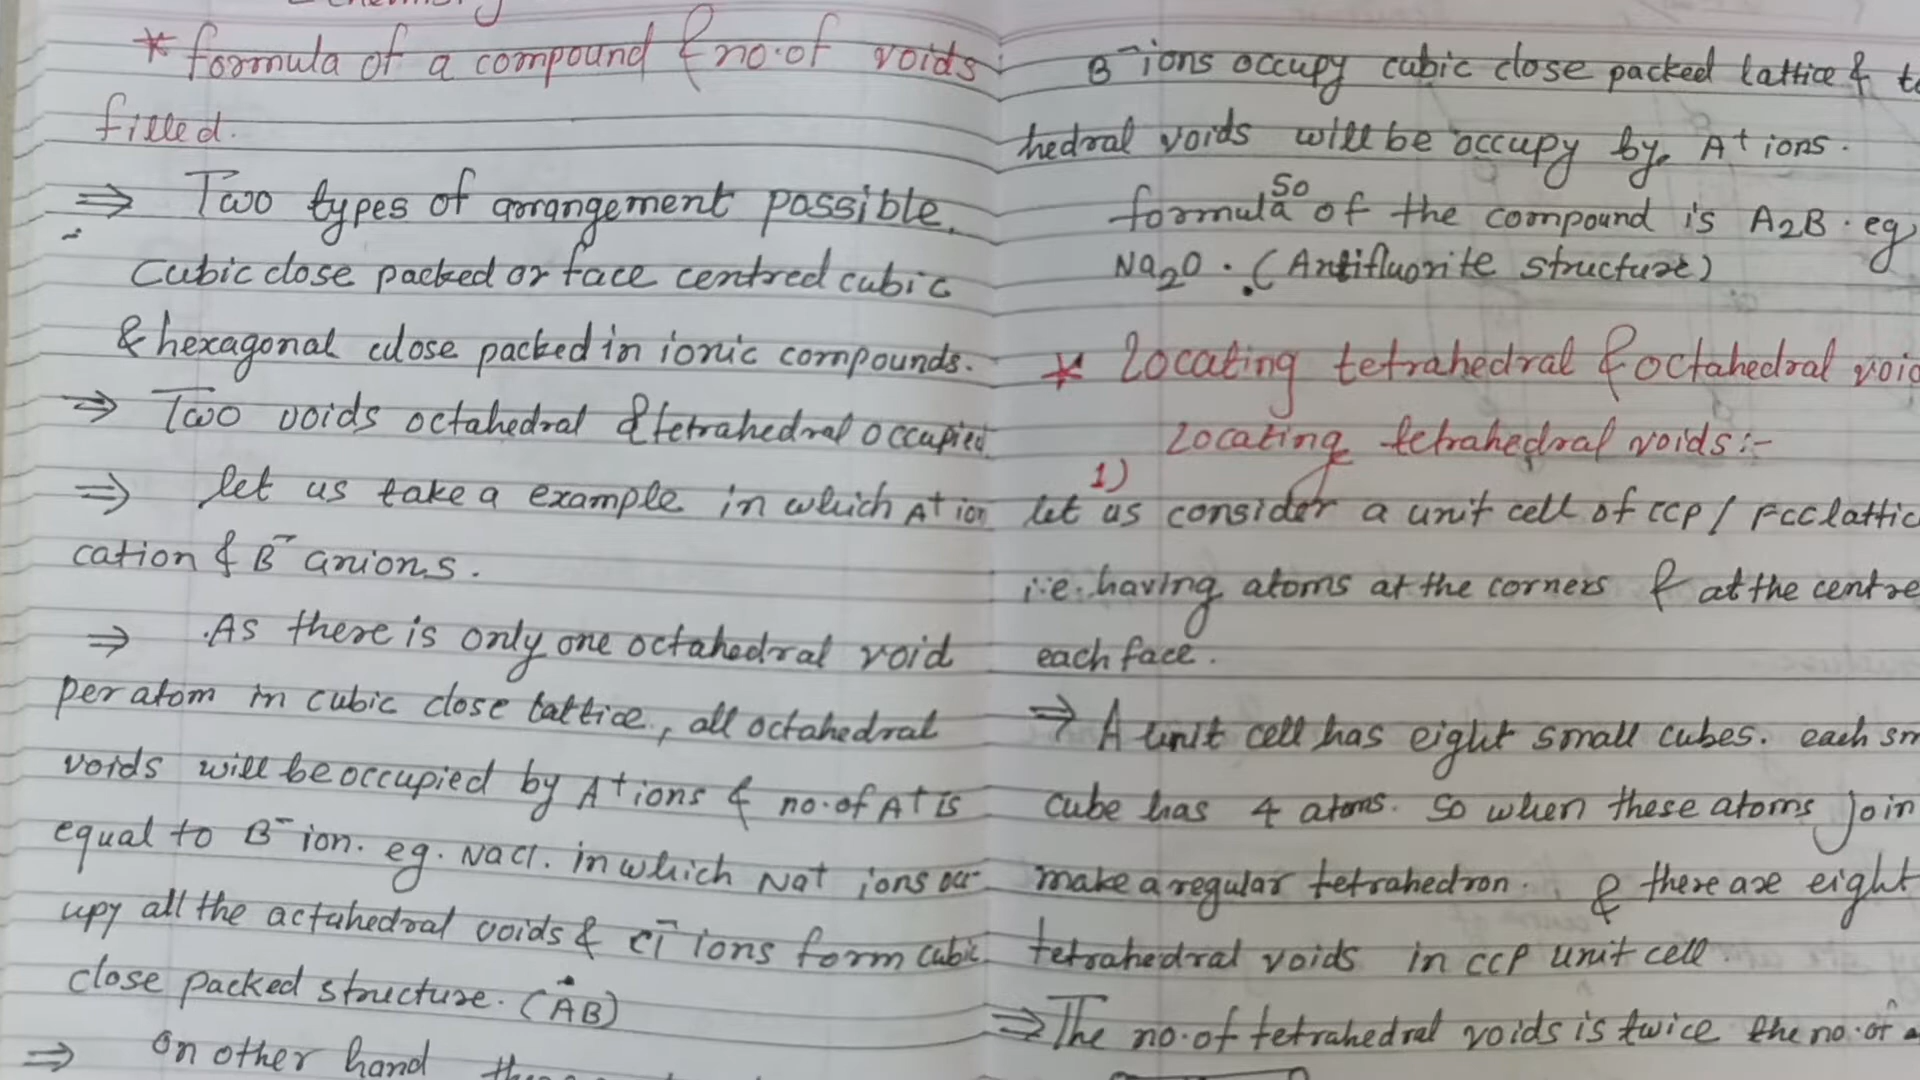 * formula of a compound & no. of voids
filled.
⇒ Two types of arrangement possible.
Cubic close packed or face centred cubic
& hexagonal close packed in ionic compounds.
⇒ Two voids octahedral & tetrahedral occupied
⇒ let us take a example in which A+ ion
cation & B- anions.
⇒ As there is only one octahedral void
per atom in cubic close lattice, all octahedral
voids will be occupied by A+ ions & no. of A+ is
equal to B- ion. eg. NaCl. in which Na+ ions occ-
upy all the octahedral voids & Cl- ions form cubic
close packed structure. (AB)
⇒ On other hand
B- ions occupy cubic close packed lattice &
hedral voids will be occupy by A+ ions.
so
formula of the compound is A2B. eg
Na2O. (Antifluorite structure)
* Locating tetrahedral & octahedral
Locating tetrahedral voids:-
1)
let us consider a unit cell of CCP / FCC
i.e. having atoms at the corners & at the centre
each face.
⇒ A unit cell has eight small cubes. each
cube has 4 atoms. So when these atoms join
make a regular tetrahedron. & there are eight
tetrahedral voids in CCP unit cell.
⇒ The no. of tetrahedral voids is twice the no. of